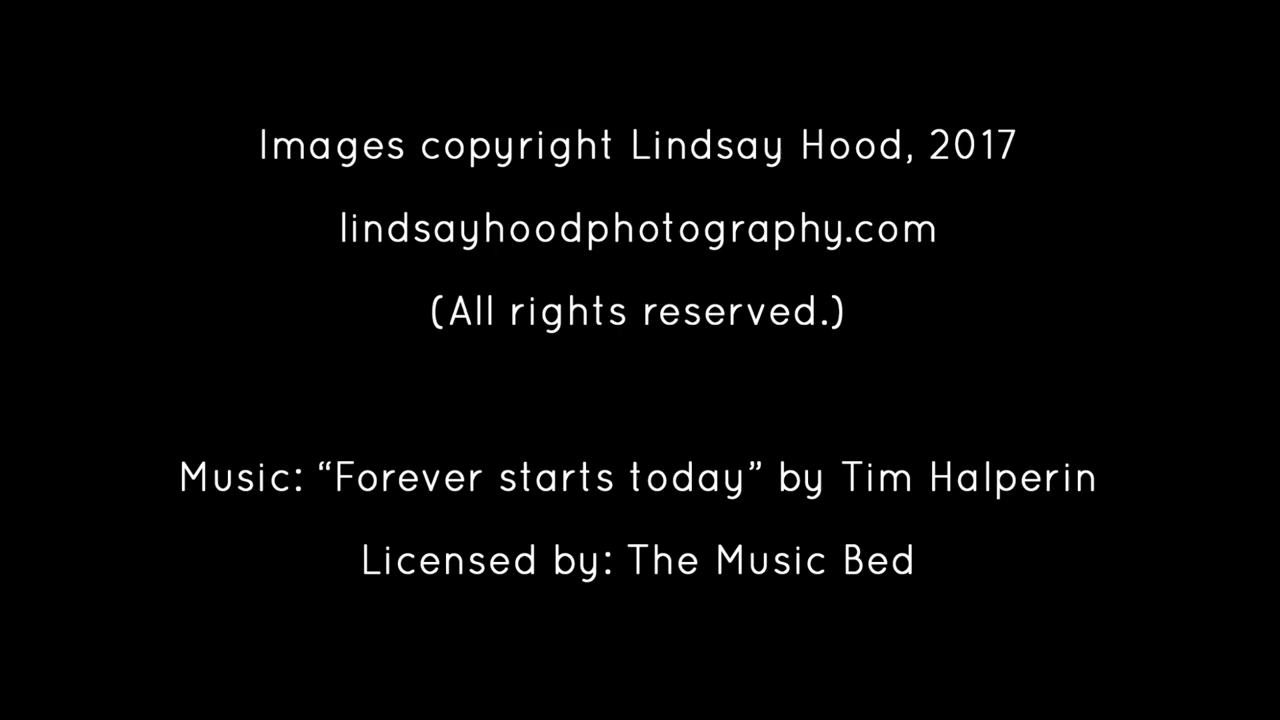 Images copyright Lindsay Hood, 2017
lindsayhoodphotography.com
(All rights reserved.)
Music: “Forever starts today” by Tim Halperin
Licensed by: The Music Bed